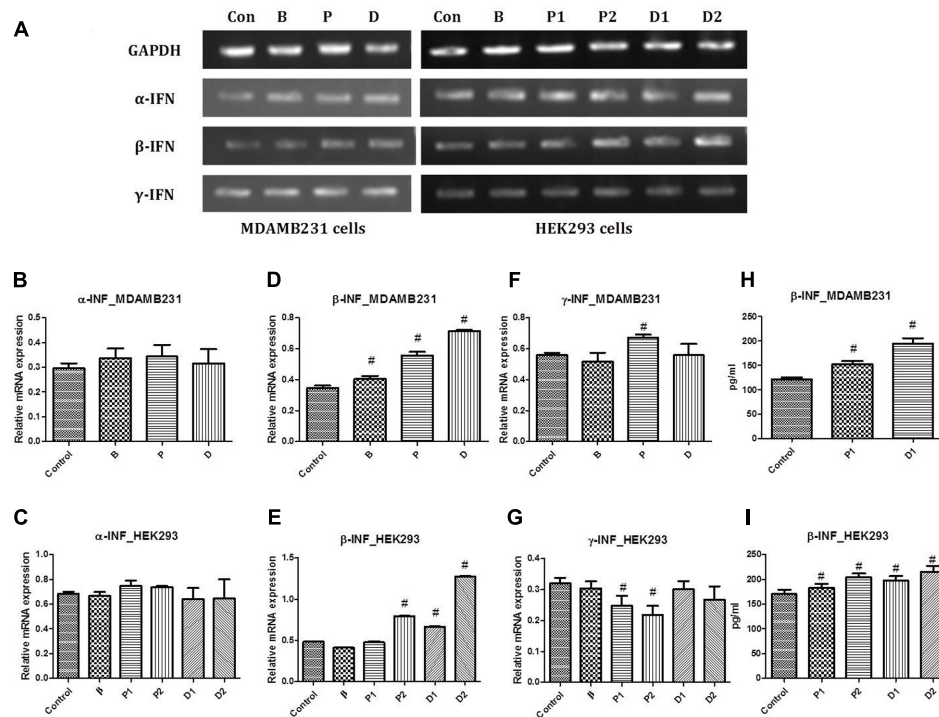 A
Con B P D
Con B P1 P2 D1 D2
GAPDH
α-IFN
β-IFN
γ-IFN
MDAMB231 cells
HEK293 cells
B
α-INF_MDAMB231
Relative mRNA expression
0.5
0.4
0.3
0.2
0.1
0.0
Control B P D
D
β-INF_MDAMB231
Relative mRNA expression
0.8
0.6
0.4
0.2
0.0
# # #
Control B P D
F
γ-INF_MDAMB231
Relative mRNA expression
0.8
0.6
0.4
0.2
0.0
#
Control B P D
H
β-INF_MDAMB231
pg/ml
250
200
150
100
50
0
# #
Control P1 D1
C
α-INF_HEK293
Relative mRNA expression
1.0
0.8
0.6
0.4
0.2
0.0
Control β P1 P2 D1 D2
E
β-INF_HEK293
Relative mRNA expression
1.5
1.0
0.5
0.0
# # #
Control β P1 P2 D1 D2
G
γ-INF_HEK293
Relative mRNA expression
0.4
0.3
0.2
0.1
0.0
# #
Control β P1 P2 D1 D2
I
β-INF_HEK293
pg/ml
250
200
150
100
50
0
# # # #
Control P1 P2 D1 D2